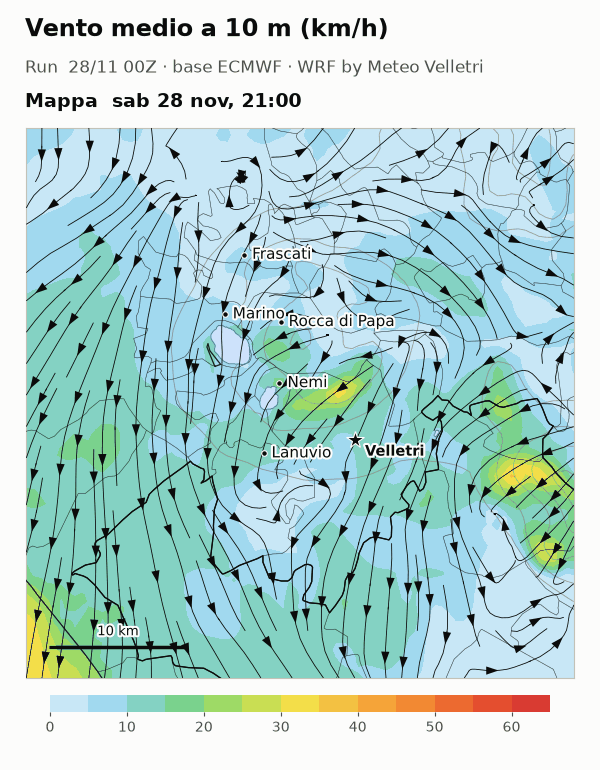 Vento medio a 10 m (km/h)
Run  28/11 00Z · base ECMWF · WRF by Meteo Velletri
Mappa  sab 28 nov, 21:00
Frascati
Marino
Rocca di Papa
Nemi
Velletri
Lanuvio
10 km
0 10 20 30 40 50 60